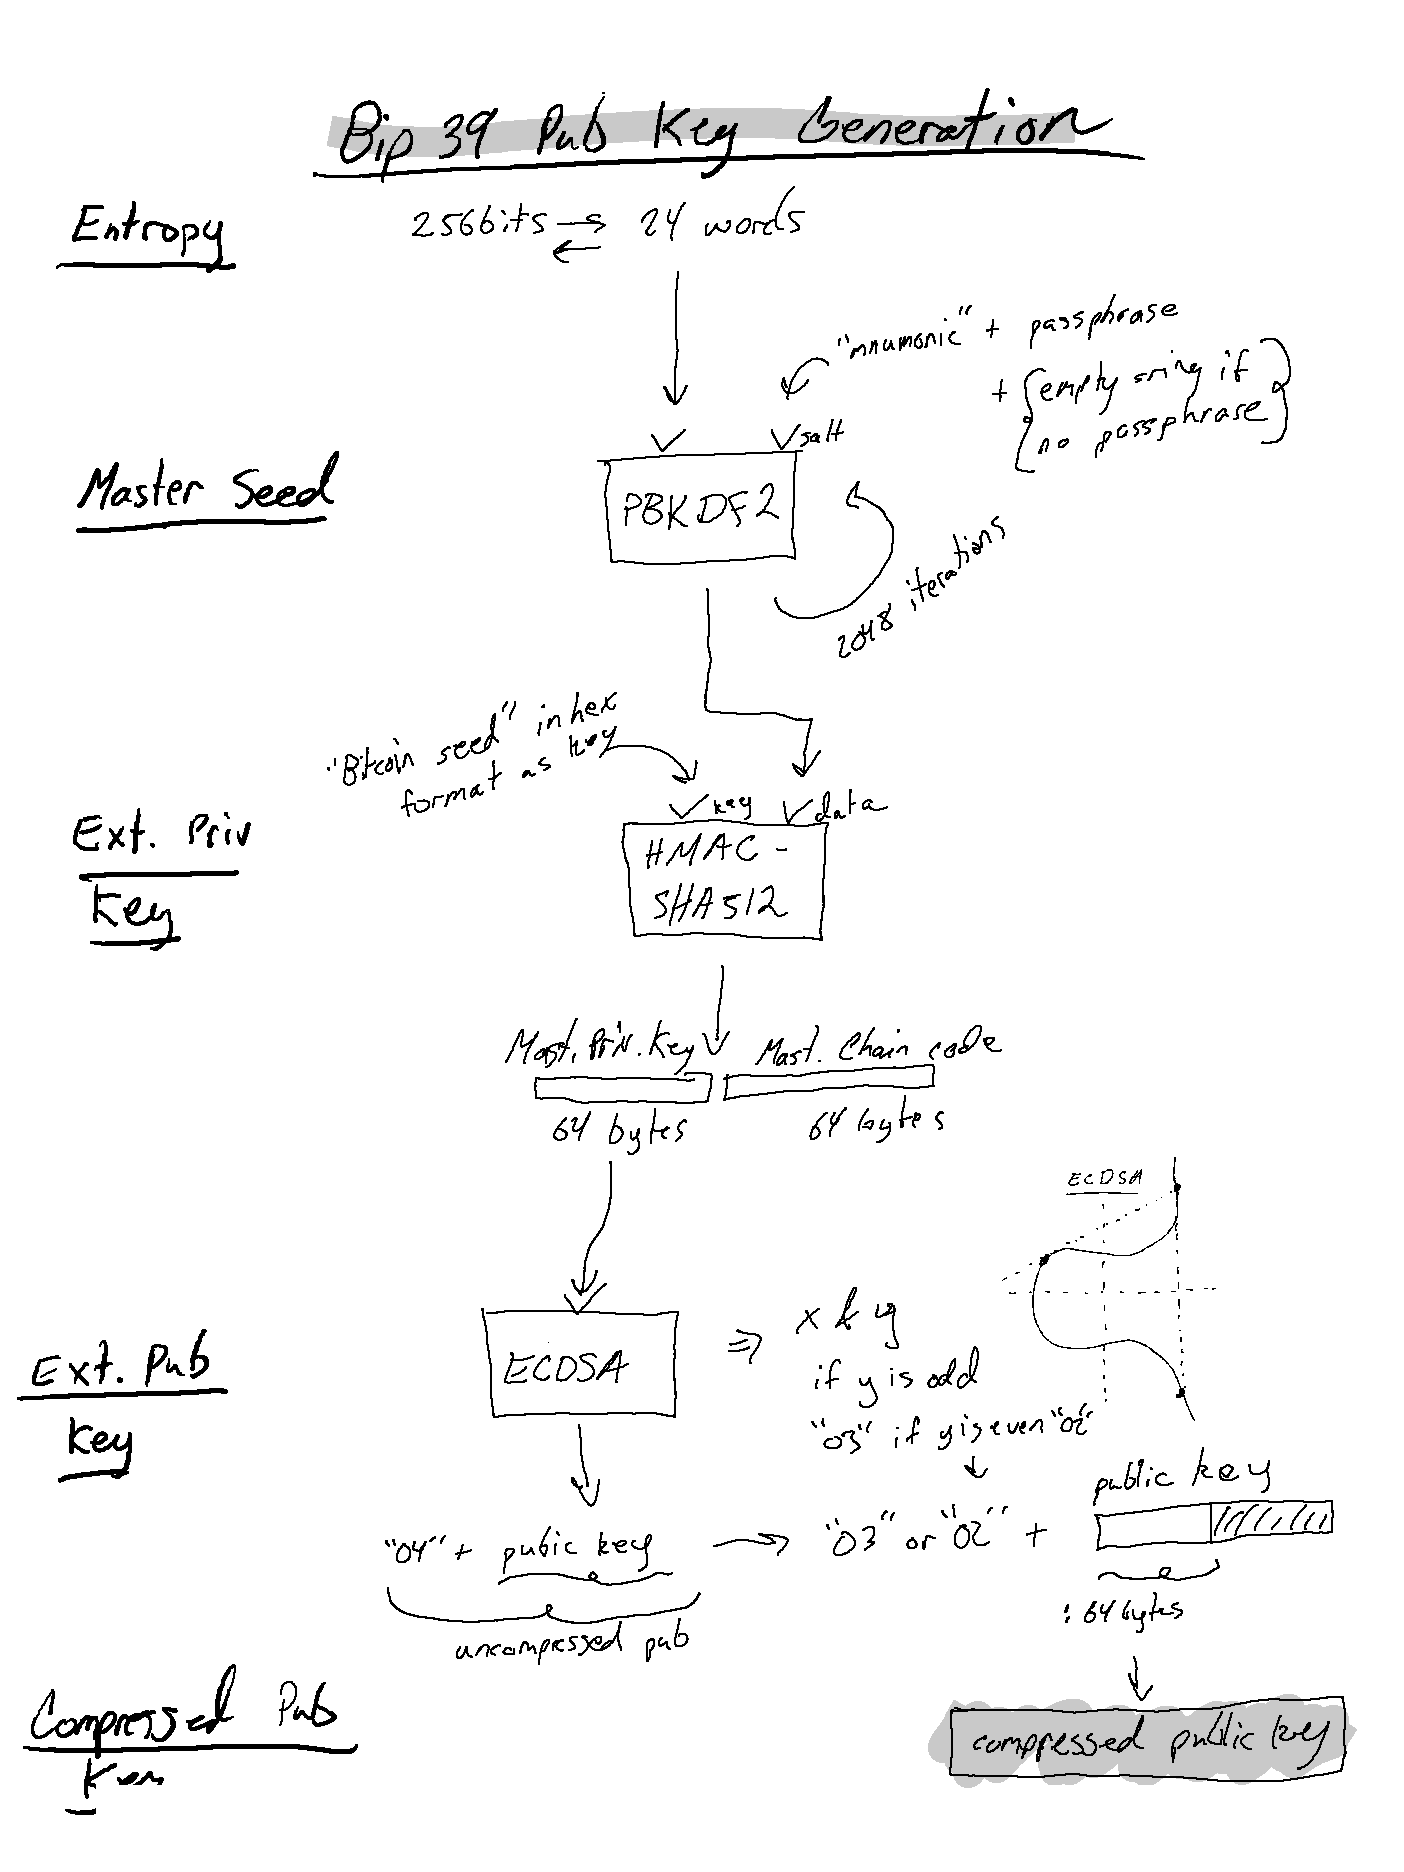 Bip 39 Pub Key Generation
Entropy
256bits → 24 words
←
"mnumonic" + passphrase
+ {empty sring if
no passphrase}
salt
Master Seed
PBKDF2
2048 iterations
"Bitcoin seed" in hex
format as key
key
data
Ext. Priv
Key
HMAC-
SHA512
Mast. Priv. Key
Mast. Chain code
64 bytes
64 bytes
ECDSA
Ext. Pub
Key
ECDSA
⇒ x & y
if y is odd
"03" if y is even "02"
public key
"04" + pubic key → "03" or "02" +
: 64 bytes
uncompressed pub
Compressed Pub
Key
compressed public key